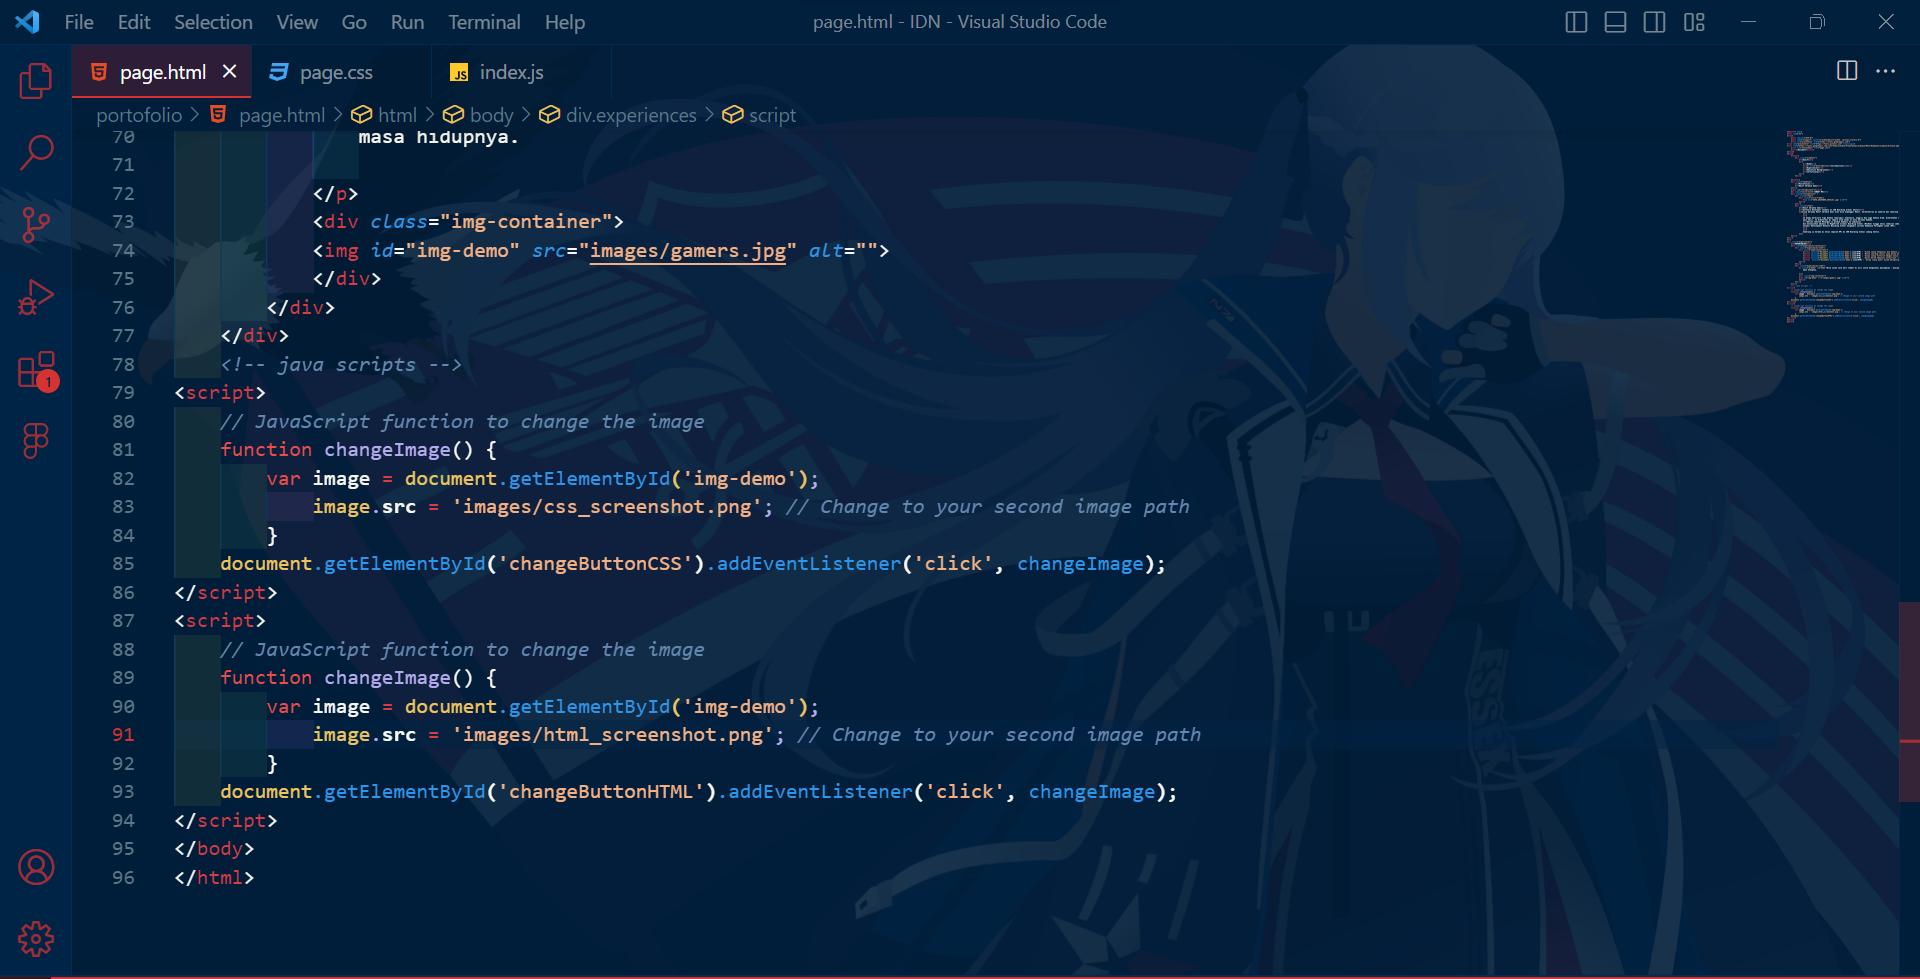 File Edit Selection View Go Run Terminal Help
page.html - IDN - Visual Studio Code
page.html page.css JS index.js
portofolio > page.html > html > body > div.experiences > script
70 masa hidupnya.
71
72 </p>
73 <div class="img-container">
74 <img id="img-demo" src="images/gamers.jpg" alt="">
75 </div>
76 </div>
77 </div>
78 <!-- java scripts -->
79 <script>
80 // JavaScript function to change the image
81 function changeImage() {
82 var image = document.getElementById('img-demo');
83 image.src = 'images/css_screenshot.png'; // Change to your second image path
84 }
85 document.getElementById('changeButtonCSS').addEventListener('click', changeImage);
86 </script>
87 <script>
88 // JavaScript function to change the image
89 function changeImage() {
90 var image = document.getElementById('img-demo');
91 image.src = 'images/html_screenshot.png'; // Change to your second image path
92 }
93 document.getElementById('changeButtonHTML').addEventListener('click', changeImage);
94 </script>
95 </body>
96 </html>
1